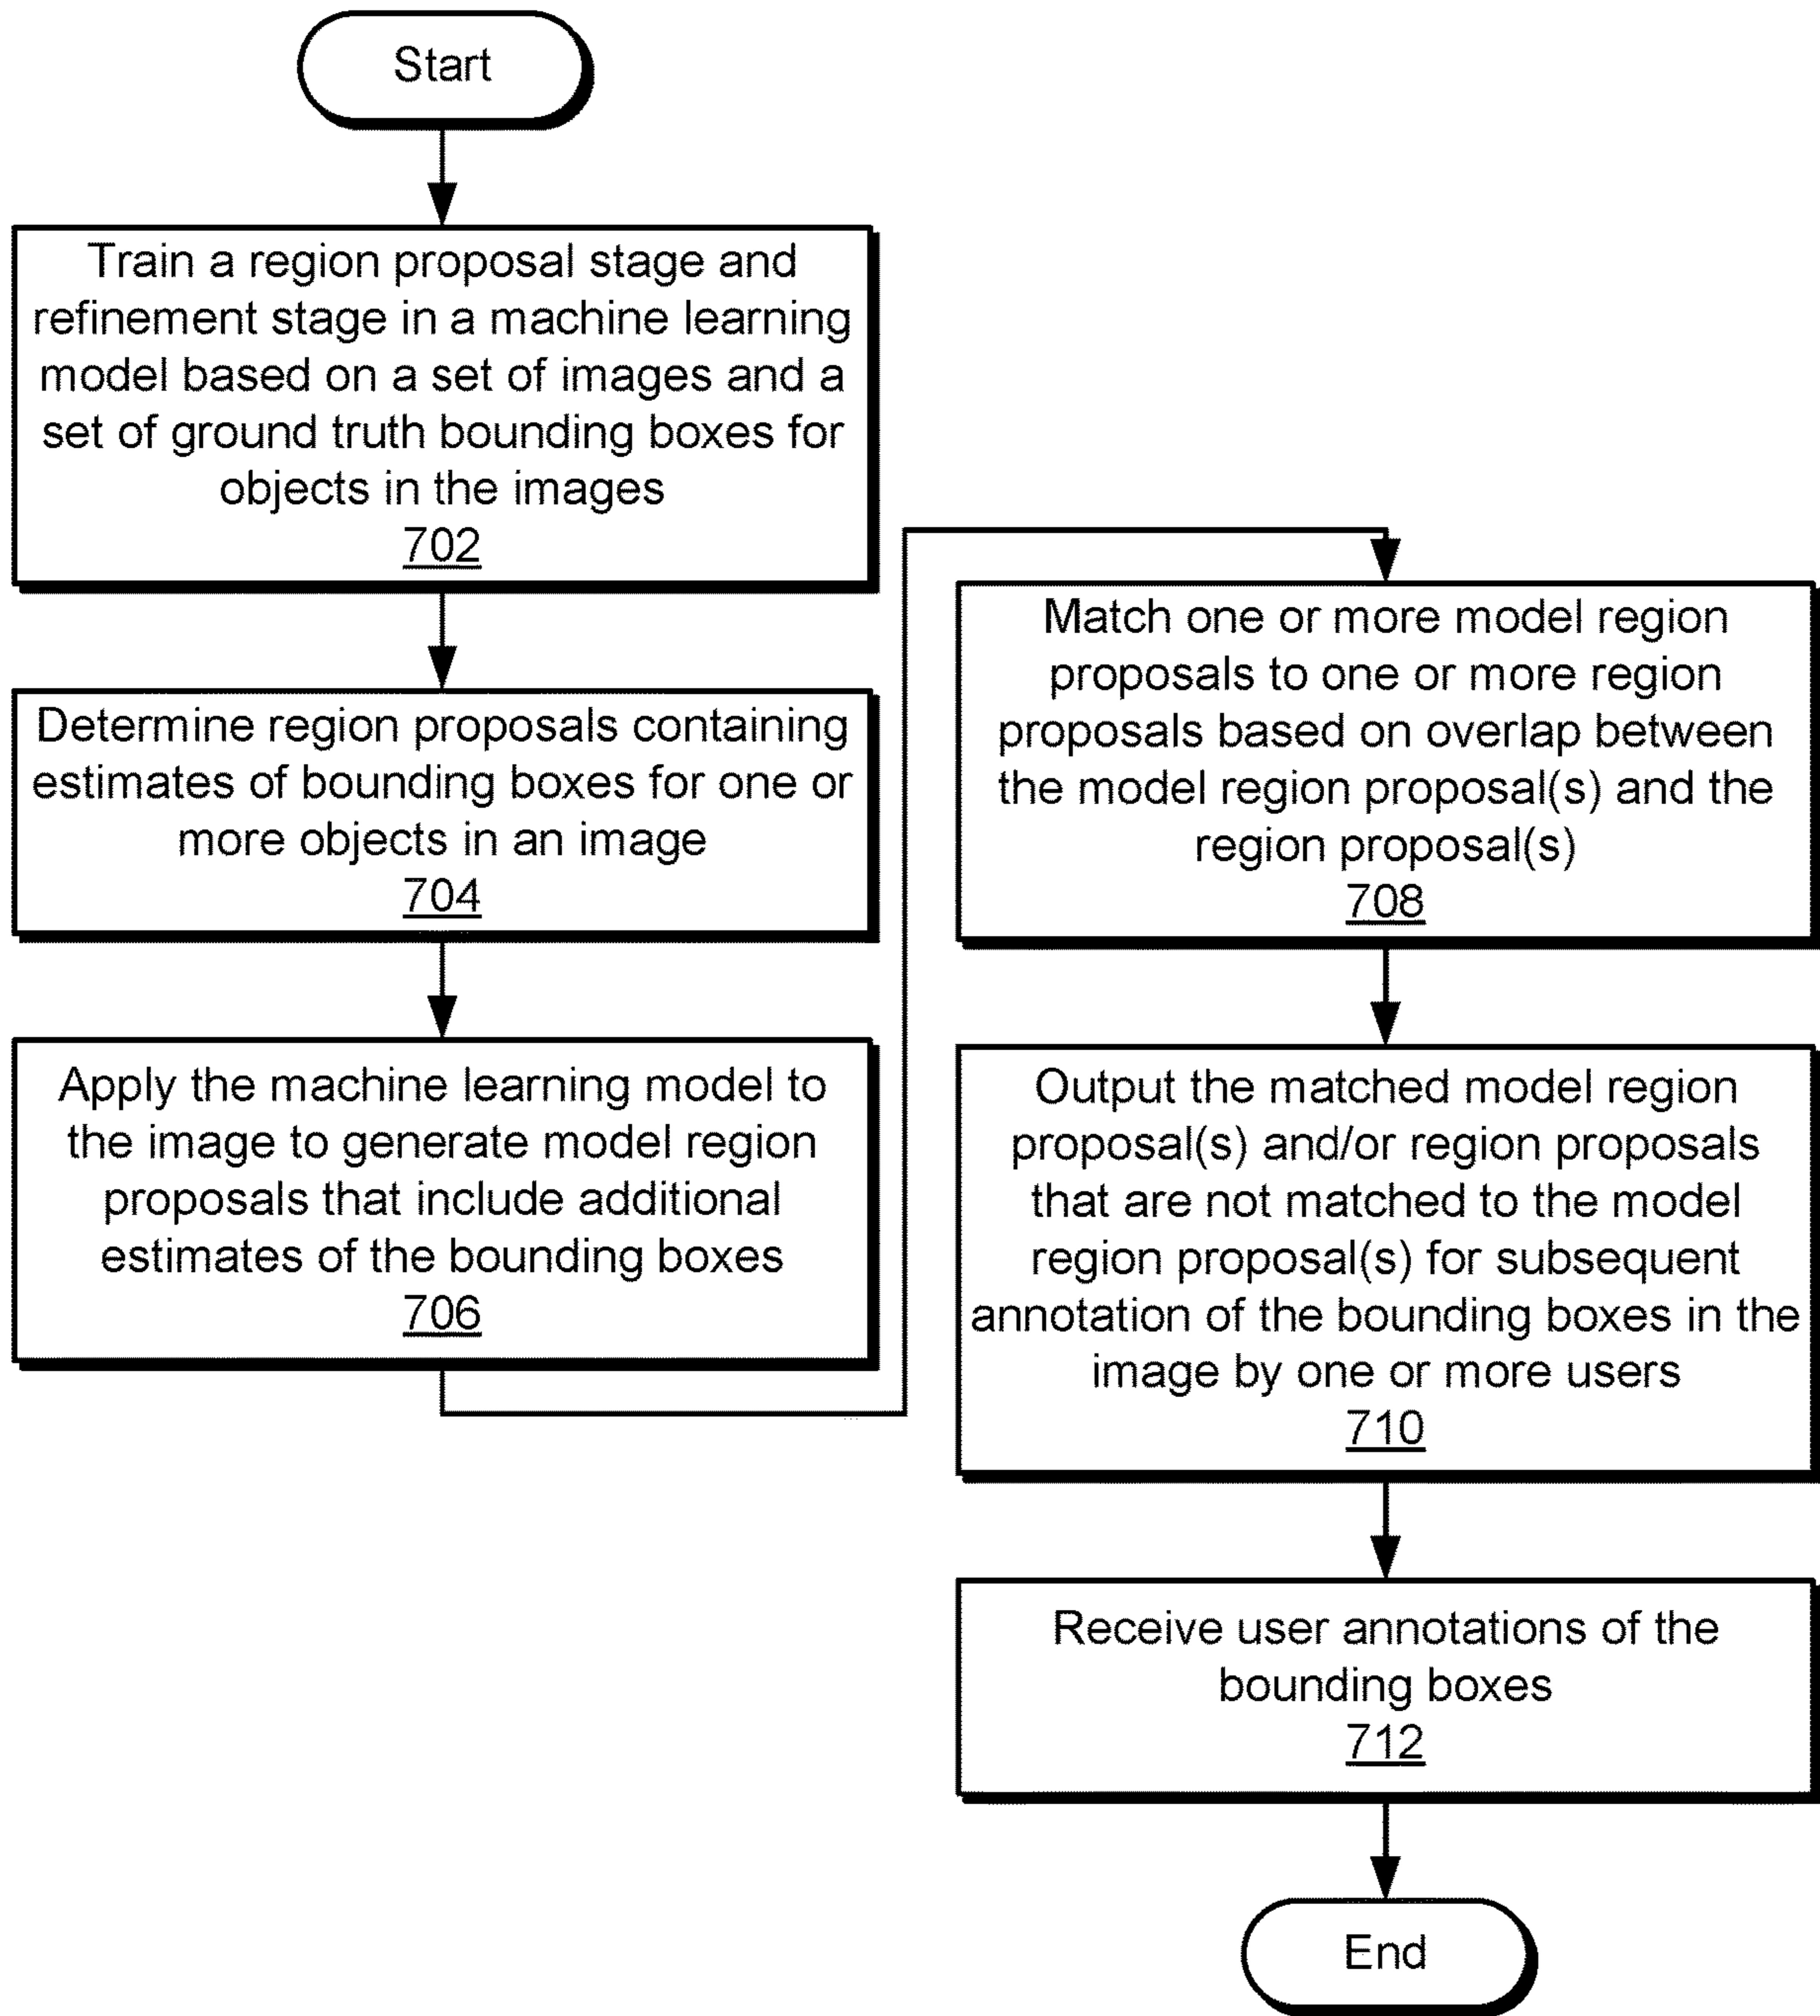 Start
Train a region proposal stage and
refinement stage in a machine learning
model based on a set of images and a
set of ground truth bounding boxes for
objects in the images
702
Determine region proposals containing
estimates of bounding boxes for one or
more objects in an image
704
Apply the machine learning model to
the image to generate model region
proposals that include additional
estimates of the bounding boxes
706
Match one or more model region
proposals to one or more region
proposals based on overlap between
the model region proposal(s) and the
region proposal(s)
708
Output the matched model region
proposal(s) and/or region proposals
that are not matched to the model
region proposal(s) for subsequent
annotation of the bounding boxes in the
image by one or more users
710
Receive user annotations of the
bounding boxes
712
End